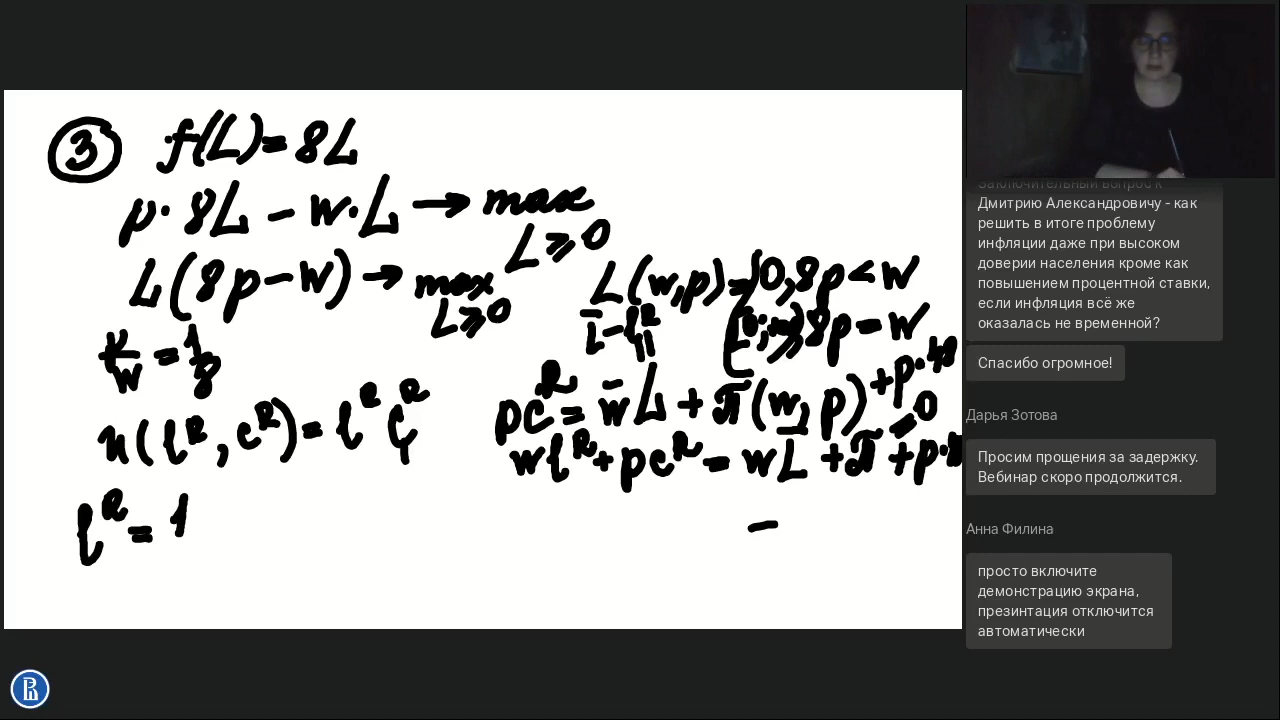 ③ f(L)= 8L
p· 8L – w·L → max
L ⩾ 0
L(8p–w) → max
L⩾0
L(w,p)= 0, 8p < w
8p = w
w = 1
8
pc^R = wL + π(w, p) + p·
u(l^R, c^R)= l^R c^R
= 0
wl^R + pc^R = wL + π + p·
l^R = 1
–
Заключительный вопрос к
Дмитрию Александровичу - как
решить в итоге проблему
инфляции даже при высоком
доверии населения кроме как
повышением процентной ставки,
если инфляция всё же
оказалась не временной?
Спасибо огромное!
Дарья Зотова
Просим прощения за задержку.
Вебинар скоро продолжится.
Анна Филина
просто включите
демонстрацию экрана,
презинтация отключится
автоматически